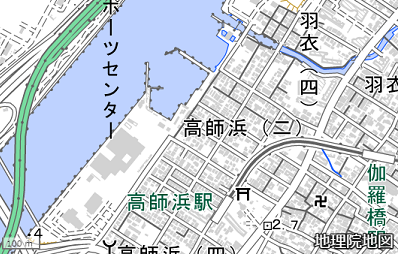 ポーツセンター
羽衣（四）
羽衣
高師浜（二）
伽羅橋
高師浜駅
2.7
.4
高師浜（四）
100 m
地理院地図